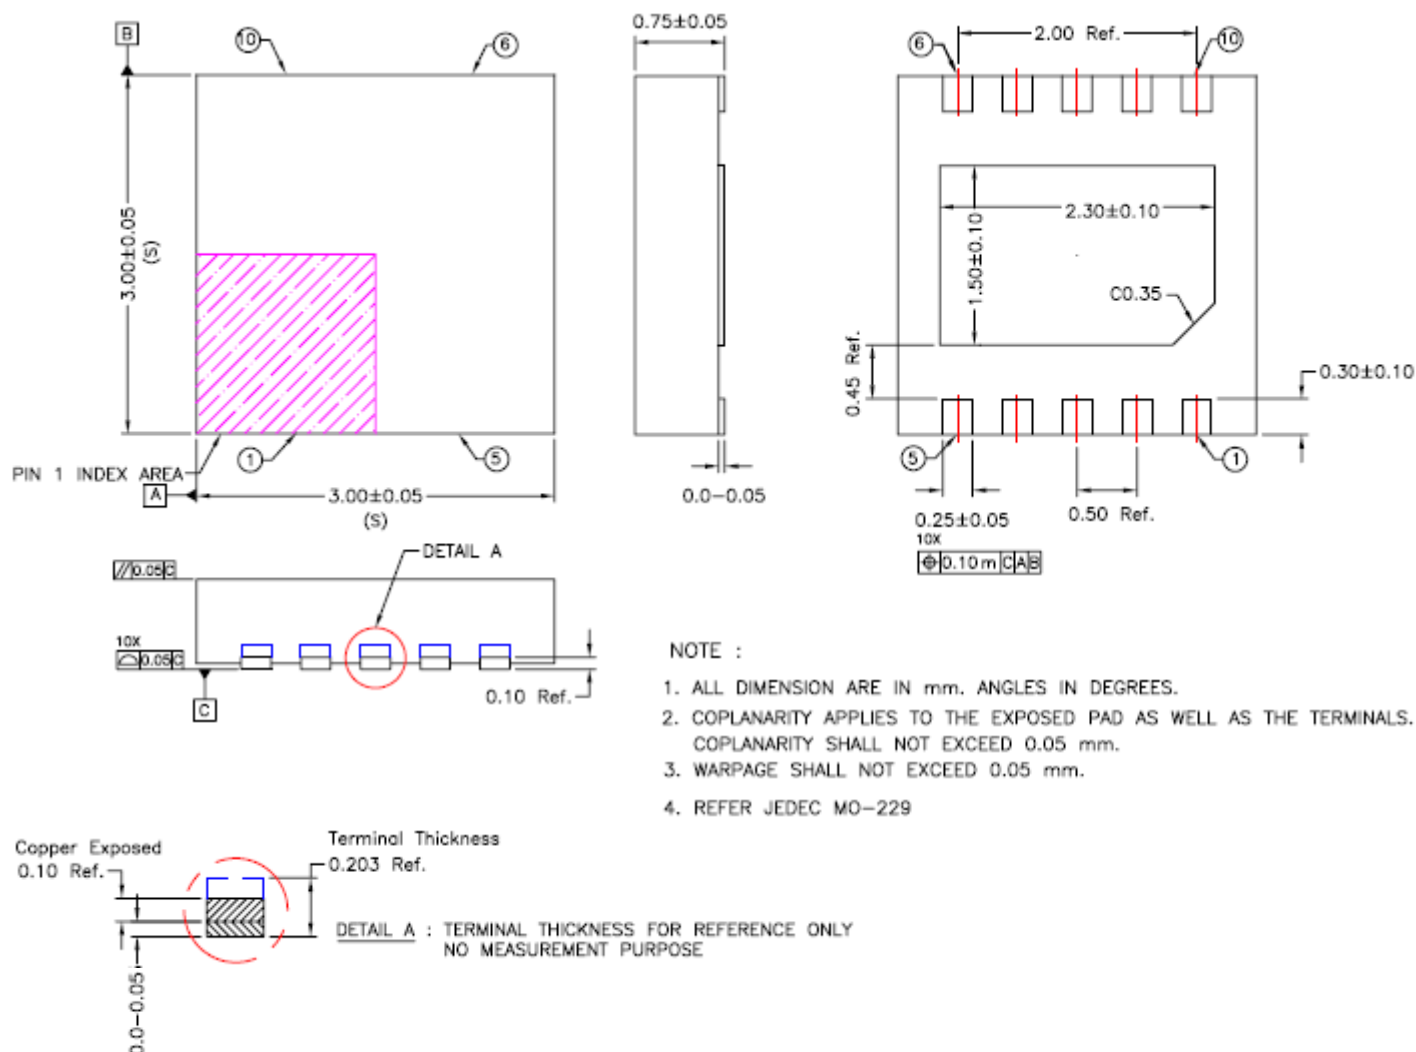 B
10
6
0.75±0.05
6
2.00 Ref.
10
3.00±0.05
(S)
1.50±0.10
2.30±0.10
C0.35
0.45 Ref.
0.30±0.10
PIN 1 INDEX AREA
1
5
A
3.00±0.05
(S)
0.0-0.05
5
1
0.25±0.05
10X
0.50 Ref.
⌖ 0.10 m C A B
DETAIL A
// 0.05 C
10X
⌓ 0.05 C
C
0.10 Ref.
NOTE :
1. ALL DIMENSION ARE IN mm. ANGLES IN DEGREES.
2. COPLANARITY APPLIES TO THE EXPOSED PAD AS WELL AS THE TERMINALS.
COPLANARITY SHALL NOT EXCEED 0.05 mm.
3. WARPAGE SHALL NOT EXCEED 0.05 mm.
4. REFER JEDEC MO-229
Copper Exposed
0.10 Ref.
Terminal Thickness
0.203 Ref.
0.0-0.05
DETAIL A : TERMINAL THICKNESS FOR REFERENCE ONLY
NO MEASUREMENT PURPOSE